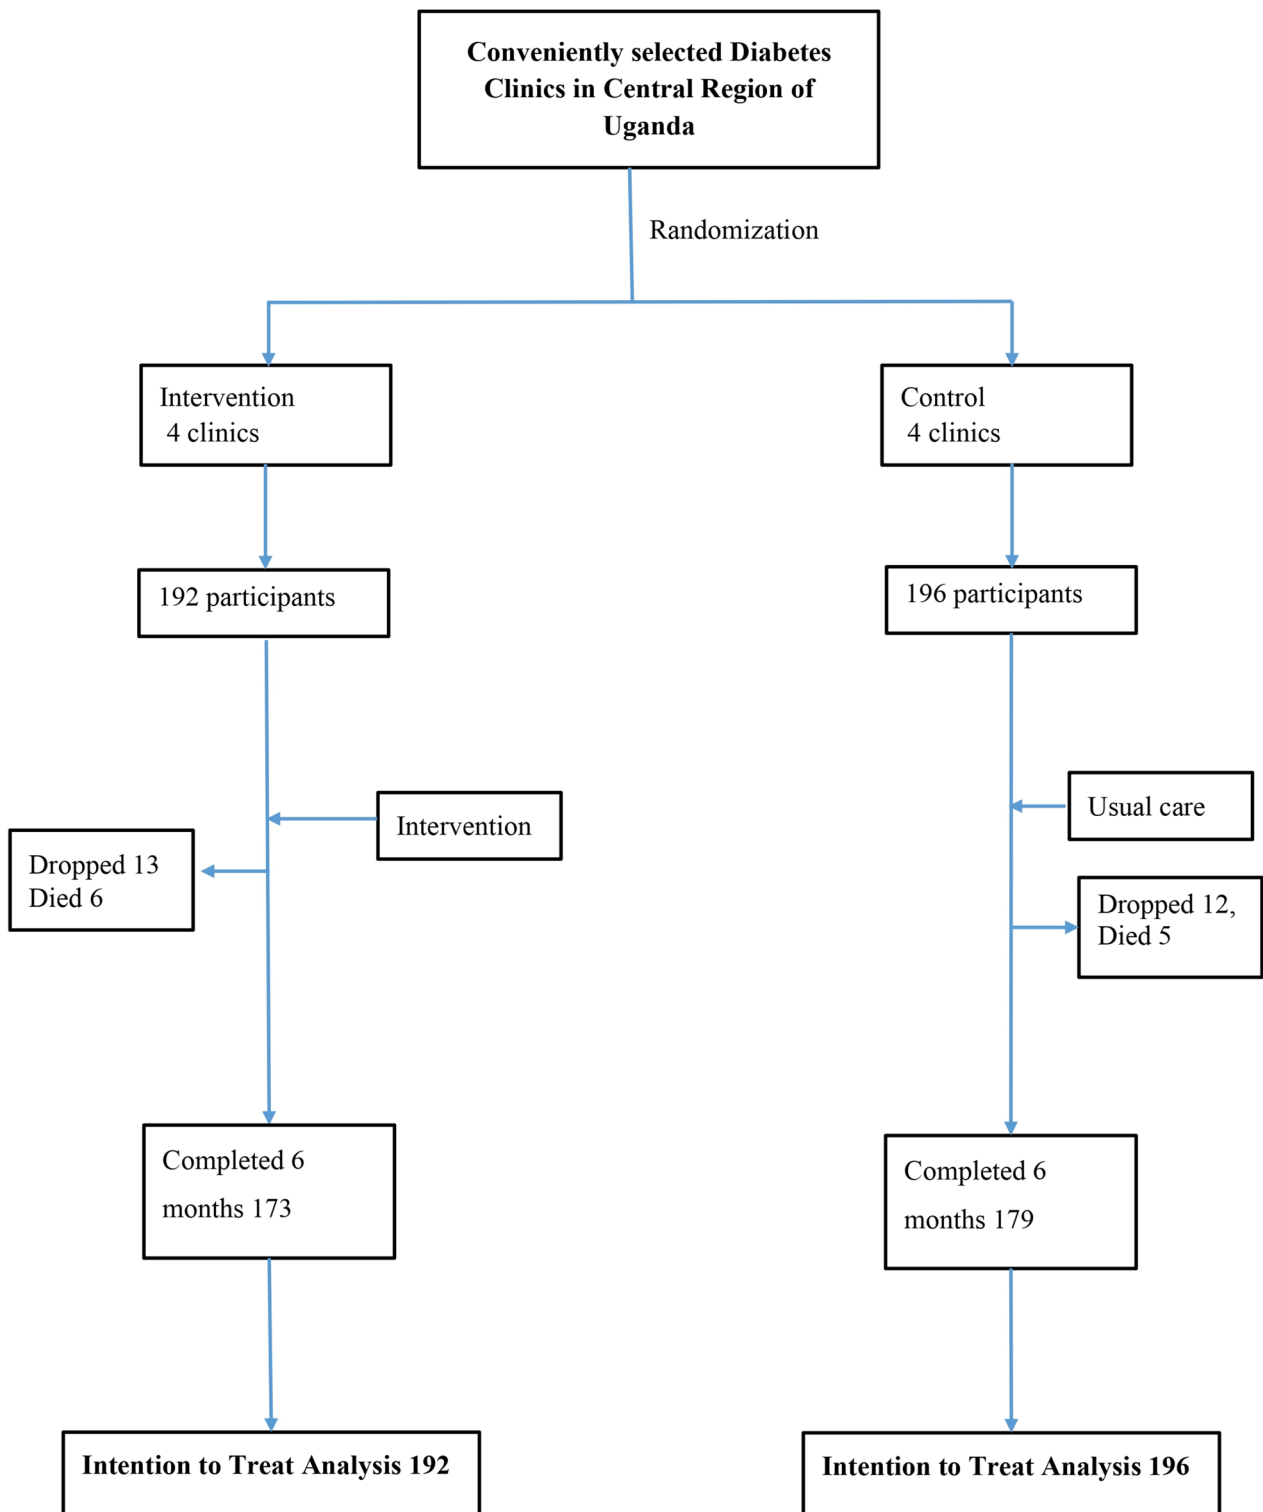 Conveniently selected Diabetes
Clinics in Central Region of
Uganda
Randomization
Intervention
4 clinics
Control
4 clinics
192 participants
196 participants
Intervention
Usual care
Dropped 13
Died 6
Dropped 12,
Died 5
Completed 6
months 173
Completed 6
months 179
Intention to Treat Analysis 192
Intention to Treat Analysis 196